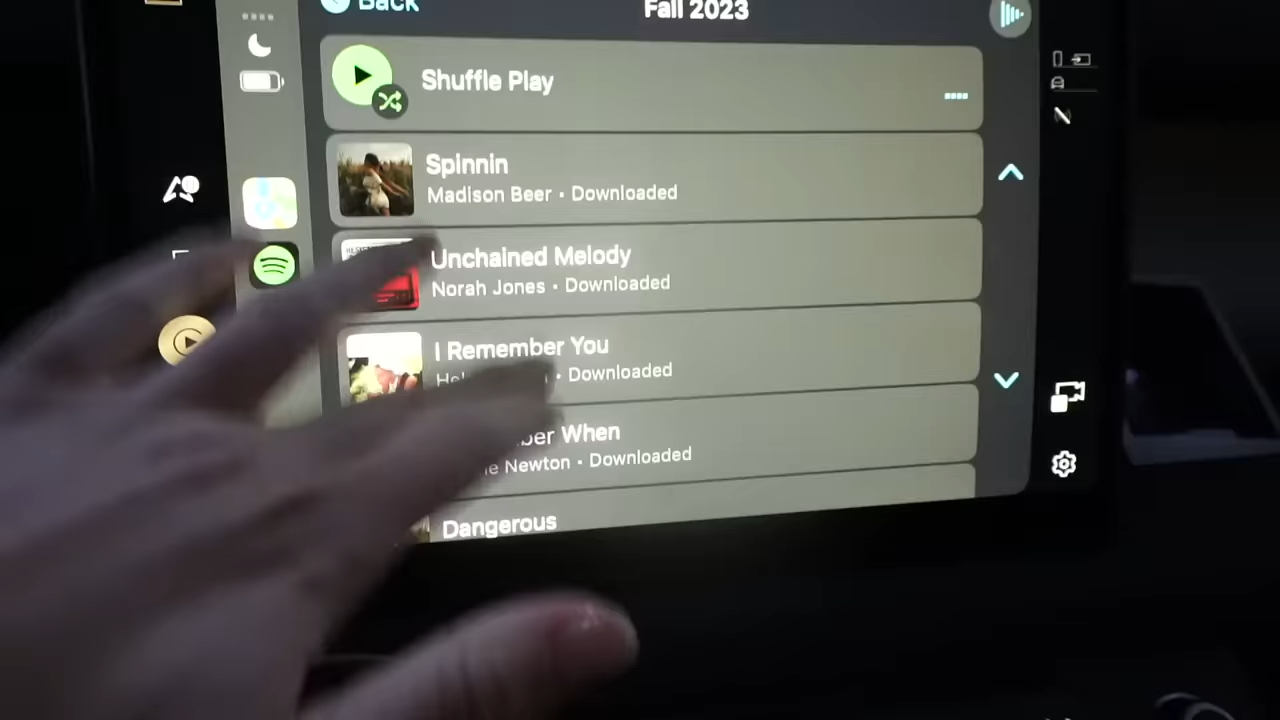 Back
Fall 2023
Shuffle Play
Spinnin
Madison Beer • Downloaded
Unchained Melody
Norah Jones • Downloaded
I Remember You
• Downloaded
When
Newton • Downloaded
Dangerous